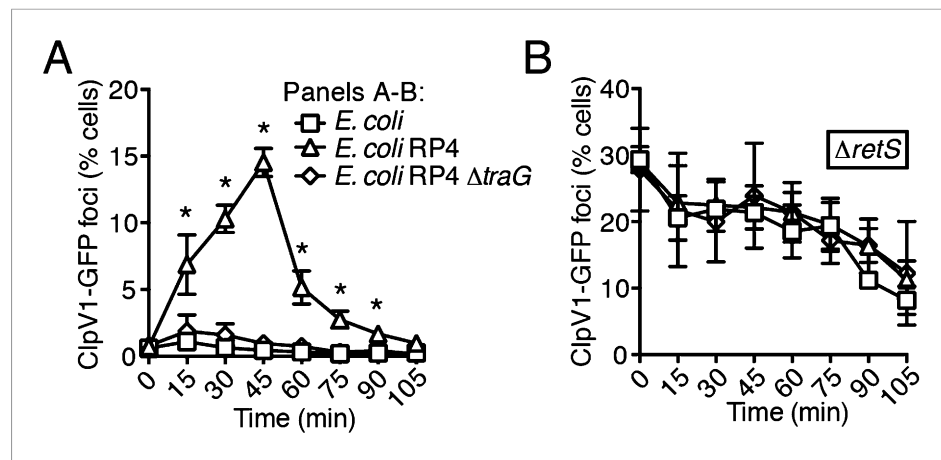 A
B
ClpV1-GFP foci (% cells)
20
15
10
5
0
* * * * * *
Panels A-B:
E. coli
E. coli RP4
E. coli RP4 ΔtraG
0 15 30 45 60 75 90 105
Time (min)
ClpV1-GFP foci (% cells)
40
30
20
10
0
ΔretS
0 15 30 45 60 75 90 105
Time (min)